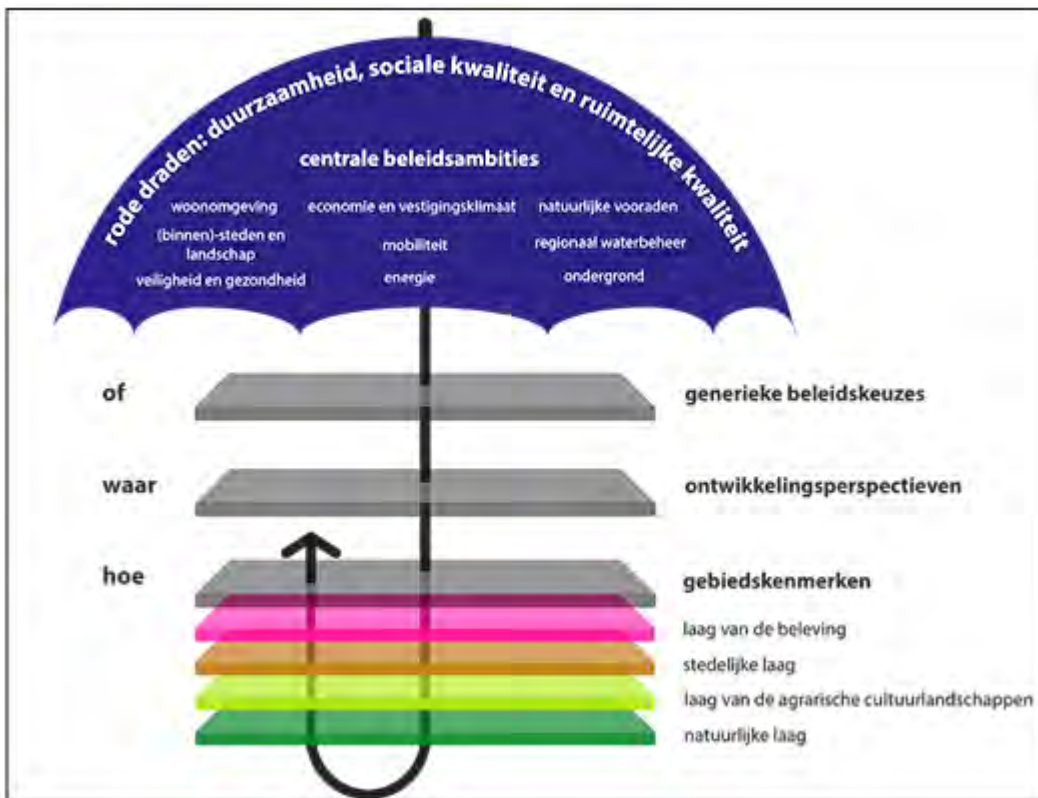 rode draden: duurzaamheid, sociale kwaliteit en ruimtelijke kwaliteit
centrale beleidsambities
woonomgeving
economie en vestigingsklimaat
natuurlijke vooraden
(binnen)-steden en
landschap
mobiliteit
regionaal waterbeheer
veiligheid en gezondheid
energie
ondergrond
of
generieke beleidskeuzes
waar
ontwikkelingsperspectieven
hoe
gebiedskenmerken
laag van de beleving
stedelijke laag
laag van de agrarische cultuurlandschappen
natuurlijke laag